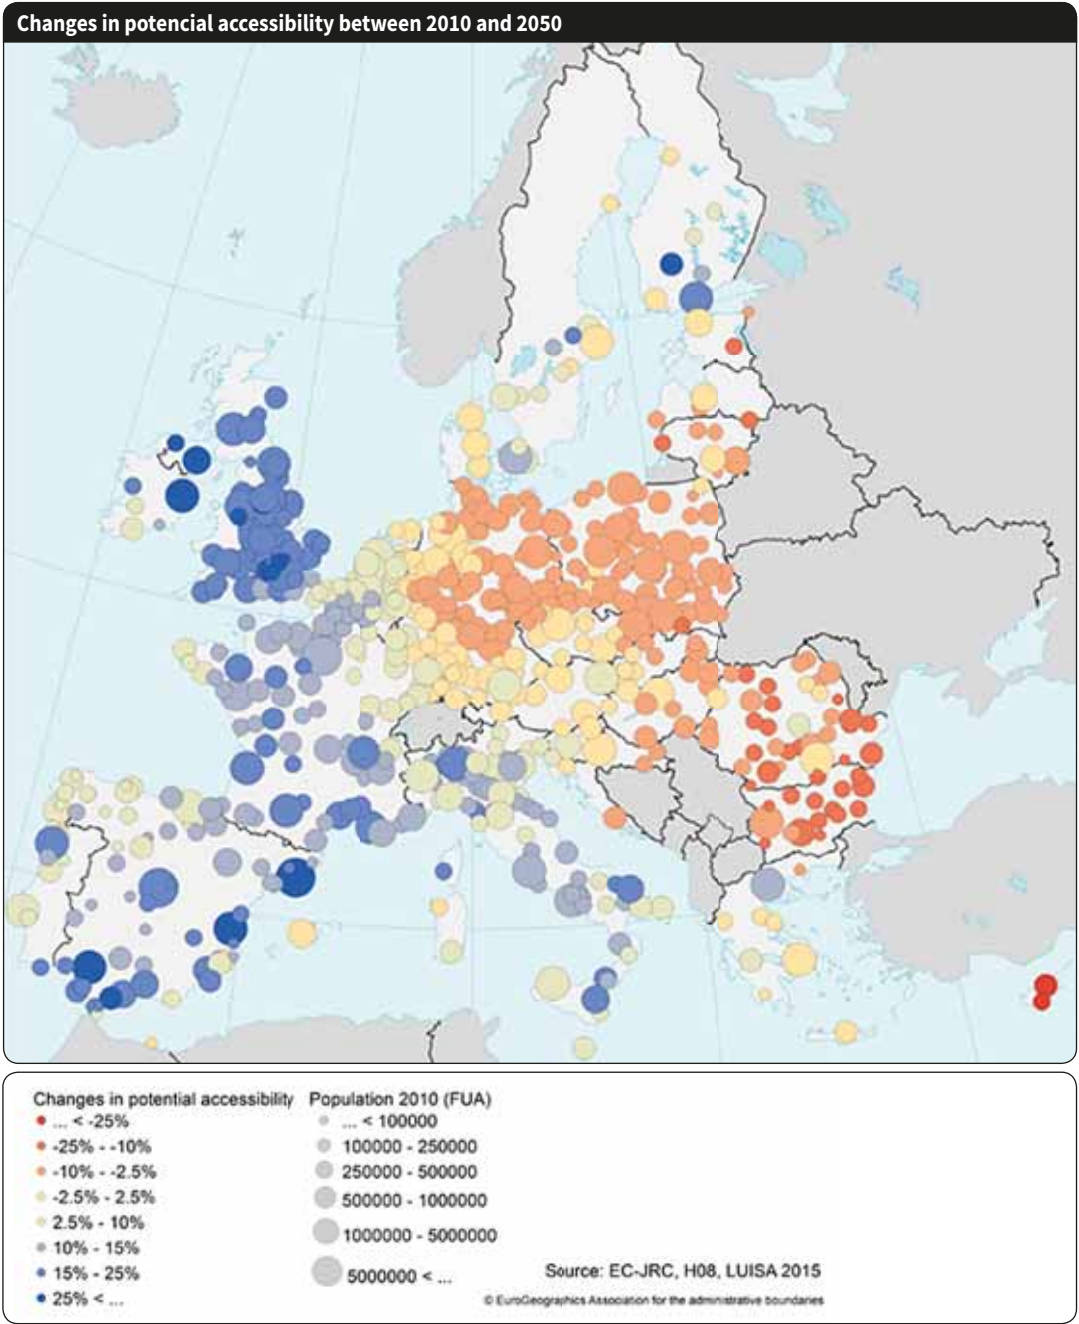 Changes in potencial accessibility between 2010 and 2050
Changes in potential accessibility
... < -25%
-25% - -10%
-10% - -2.5%
-2.5% - 2.5%
2.5% - 10%
10% - 15%
15% - 25%
25% < ...
Population 2010 (FUA)
... < 100000
100000 - 250000
250000 - 500000
500000 - 1000000
1000000 - 5000000
5000000 < ...
Source: EC-JRC, H08, LUISA 2015
© EuroGeographics Association for the administrative boundaries